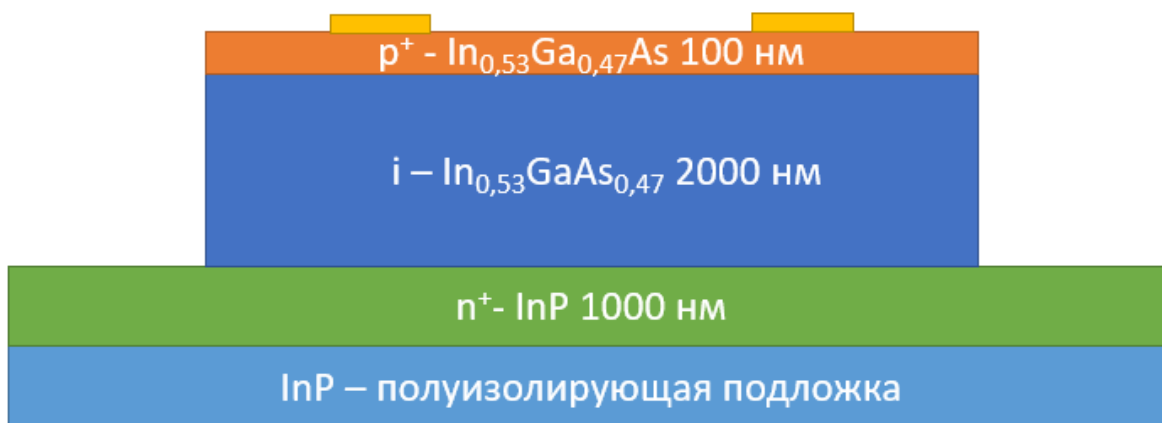 p⁺ - In₀,₅₃Ga₀,₄₇As 100 нм
i – In₀,₅₃GaAs₀,₄₇ 2000 нм
n⁺- InP 1000 нм
InP – полуизолирующая подложка